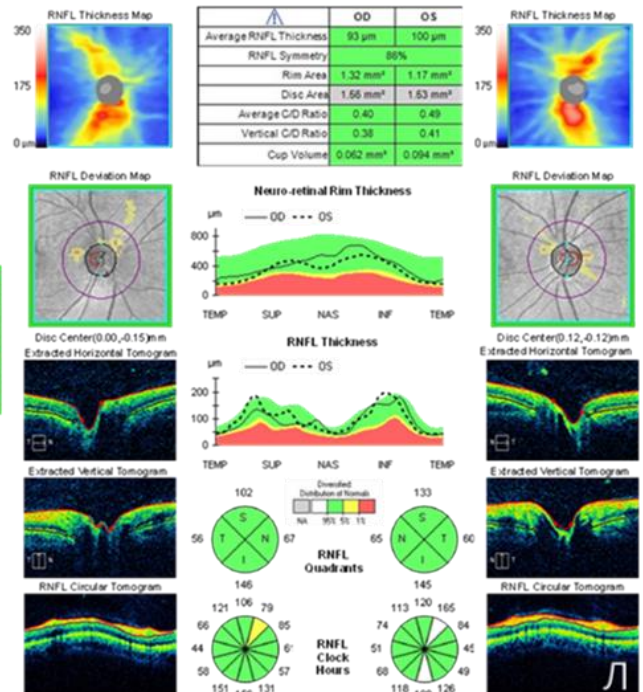 RNFL Thickness Map
350
175
0 µm
OD OS
Average RNFL Thickness 93 µm 100 µm
RNFL Symmetry 86%
Rim Area 1.32 mm² 1.17 mm²
Disc Area 1.56 mm² 1.53 mm²
Average C/D Ratio 0.40 0.49
Vertical C/D Ratio 0.38 0.41
Cup Volume 0.062 mm³ 0.094 mm³
RNFL Thickness Map
350
175
0 µm
RNFL Deviation Map
Disc Center(0.00,-0.15)mm
Neuro-retinal Rim Thickness
µm
OD OS
800
400
0
TEMP SUP NAS INF TEMP
RNFL Deviation Map
Disc Center(0.12,-0.12)mm
Extracted Horizontal Tomogram
RNFL Thickness
µm
OD OS
200
100
0
TEMP SUP NAS INF TEMP
Extracted Horizontal Tomogram
Extracted Vertical Tomogram
Diversified
Distribution of Normals
NA 95% 5% 1%
Extracted Vertical Tomogram
102
S
56 T N 67
I
146
RNFL
Quadrants
133
S
65 N T 60
I
145
RNFL Circular Tomogram
106
121 79
66 85
44
58 57
151 131
RNFL
Clock
Hours
120
113 165
74 84
51
68 49
118 126
RNFL Circular Tomogram
Л